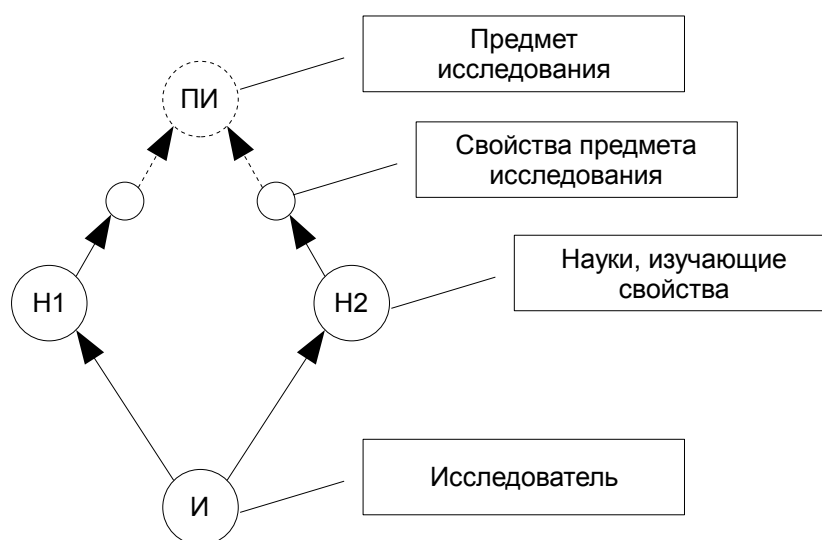 Предмет
исследования
ПИ
Свойства предмета
исследования
Науки, изучающие
свойства
Н1
Н2
Исследователь
И